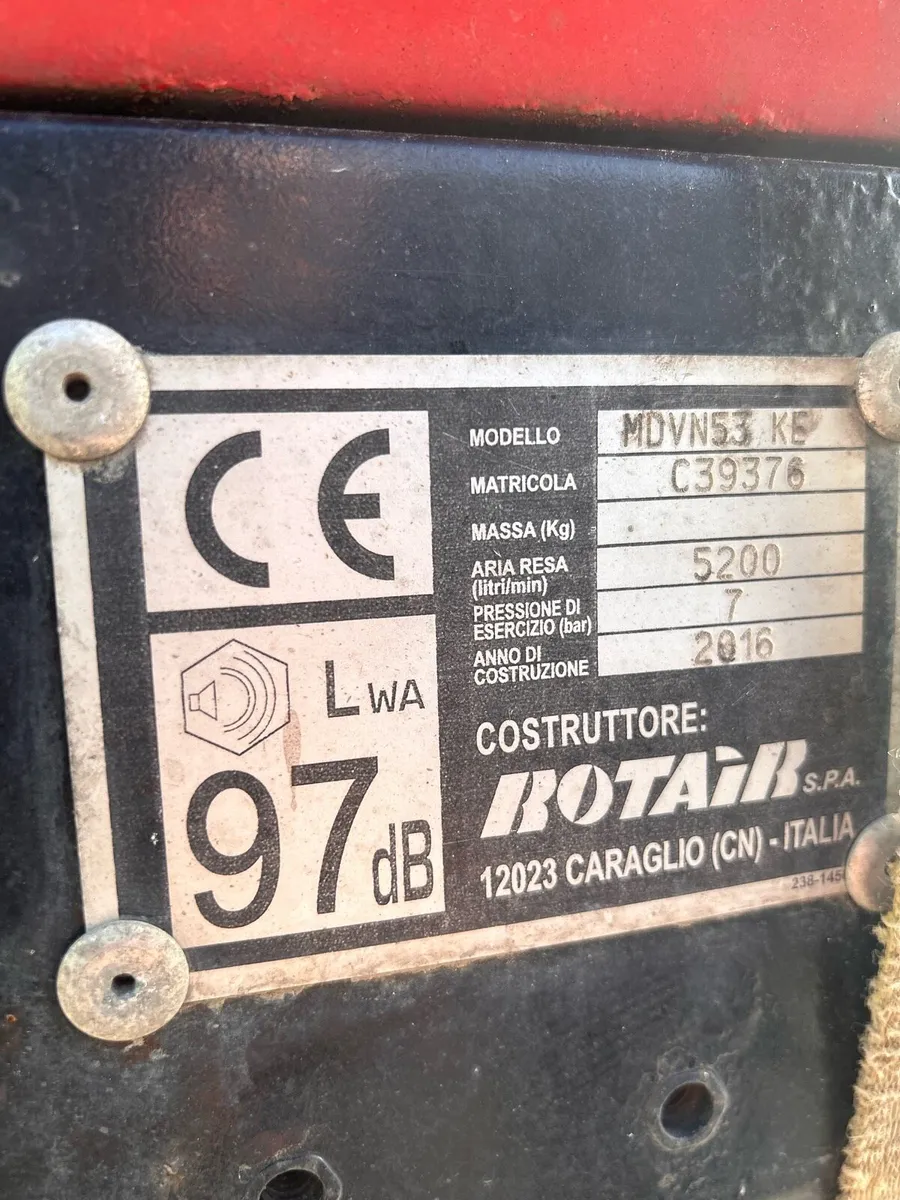 CE
MODELLO MDVN53 KE
MATRICOLA C39376
MASSA (Kg)
ARIA RESA
(litri/min) 5200
PRESSIONE DI
ESERCIZIO (bar) 7
ANNO DI
COSTRUZIONE 2016
LWA
97 dB
COSTRUTTORE:
ROTAIR S.P.A.
12023 CARAGLIO (CN) - ITALIA